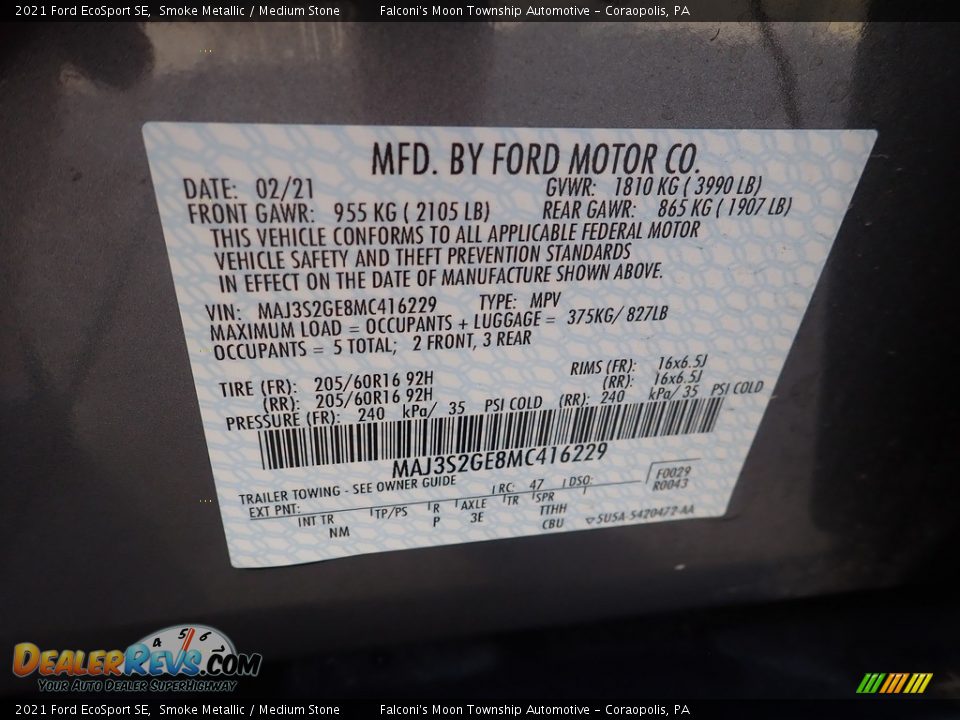 2021 Ford EcoSport SE, Smoke Metallic / Medium Stone Falconi's Moon Township Automotive - Coraopolis, PA
MFD. BY FORD MOTOR CO.
DATE: 02/21 GVWR: 1810 KG ( 3990 LB)
FRONT GAWR: 955 KG ( 2105 LB) REAR GAWR: 865 KG ( 1907 LB)
THIS VEHICLE CONFORMS TO ALL APPLICABLE FEDERAL MOTOR
VEHICLE SAFETY AND THEFT PREVENTION STANDARDS
IN EFFECT ON THE DATE OF MANUFACTURE SHOWN ABOVE.
VIN: MAJ3S2GE8MC416229 TYPE: MPV
MAXIMUM LOAD = OCCUPANTS + LUGGAGE = 375KG/ 827LB
OCCUPANTS = 5 TOTAL; 2 FRONT, 3 REAR
TIRE (FR): 205/60R16 92H RIMS (FR): 16x6.5J
(RR): 205/60R16 92H (RR): 16x6.5J
PRESSURE (FR): 240 kPa/ 35 PSI COLD (RR): 240 kPa/ 35 PSI COLD
MAJ3S2GE8MC416229
TRAILER TOWING - SEE OWNER GUIDE F0029
EXT PNT: RC: 47 DSO: R0043
INT TR TP/PS R AXLE TR SPR
NM P 3E TTHH
CBU 5U5A-5420472-AA
4 5 6
DealerRevs.com
Your Auto Dealer SuperHighway
2021 Ford EcoSport SE, Smoke Metallic / Medium Stone Falconi's Moon Township Automotive - Coraopolis, PA